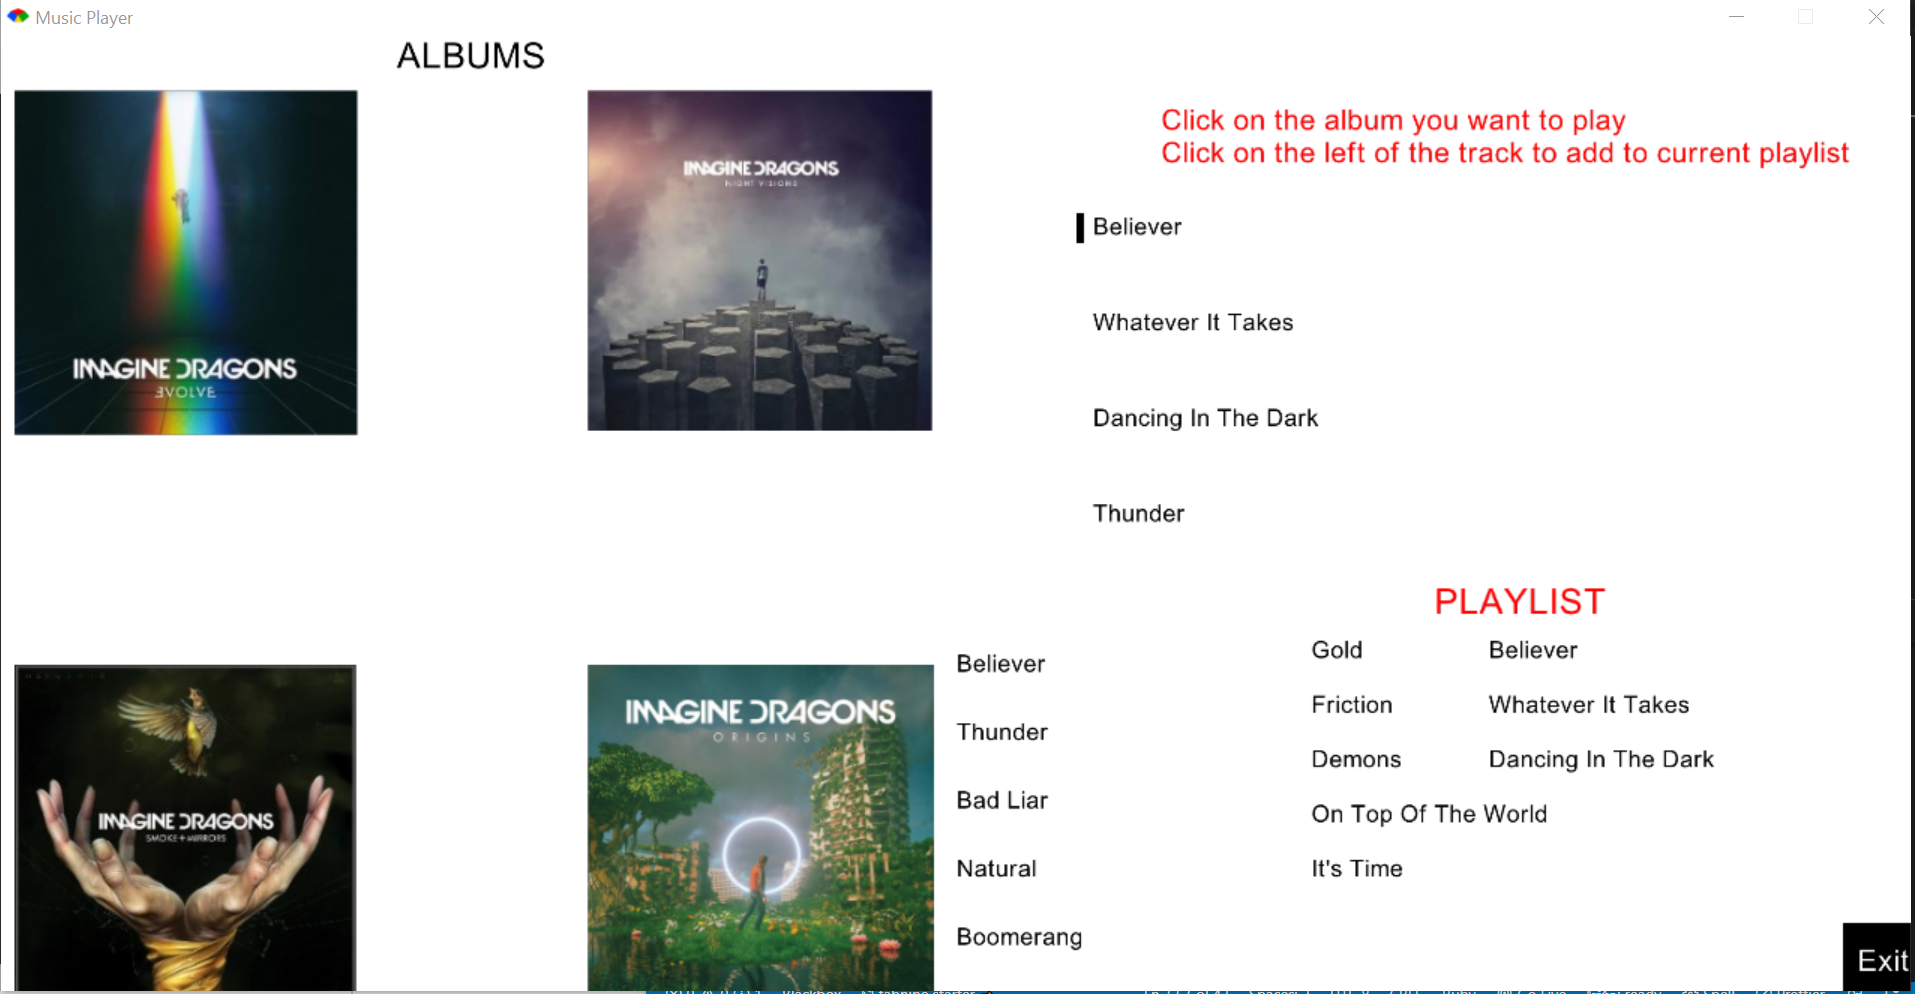 Music Player
ALBUMS
IMAGINE DRAGONS
EVOLVE
IMAGINE DRAGONS
NIGHT VISIONS
Click on the album you want to play
Click on the left of the track to add to current playlist
Believer
Whatever It Takes
Dancing In The Dark
Thunder
IMAGINE DRAGONS
SMOKE+MIRRORS
IMAGINE DRAGONS
ORIGINS
Believer
Thunder
Bad Liar
Natural
Boomerang
PLAYLIST
Gold Believer
Friction Whatever It Takes
Demons Dancing In The Dark
On Top Of The World
It's Time
Exit